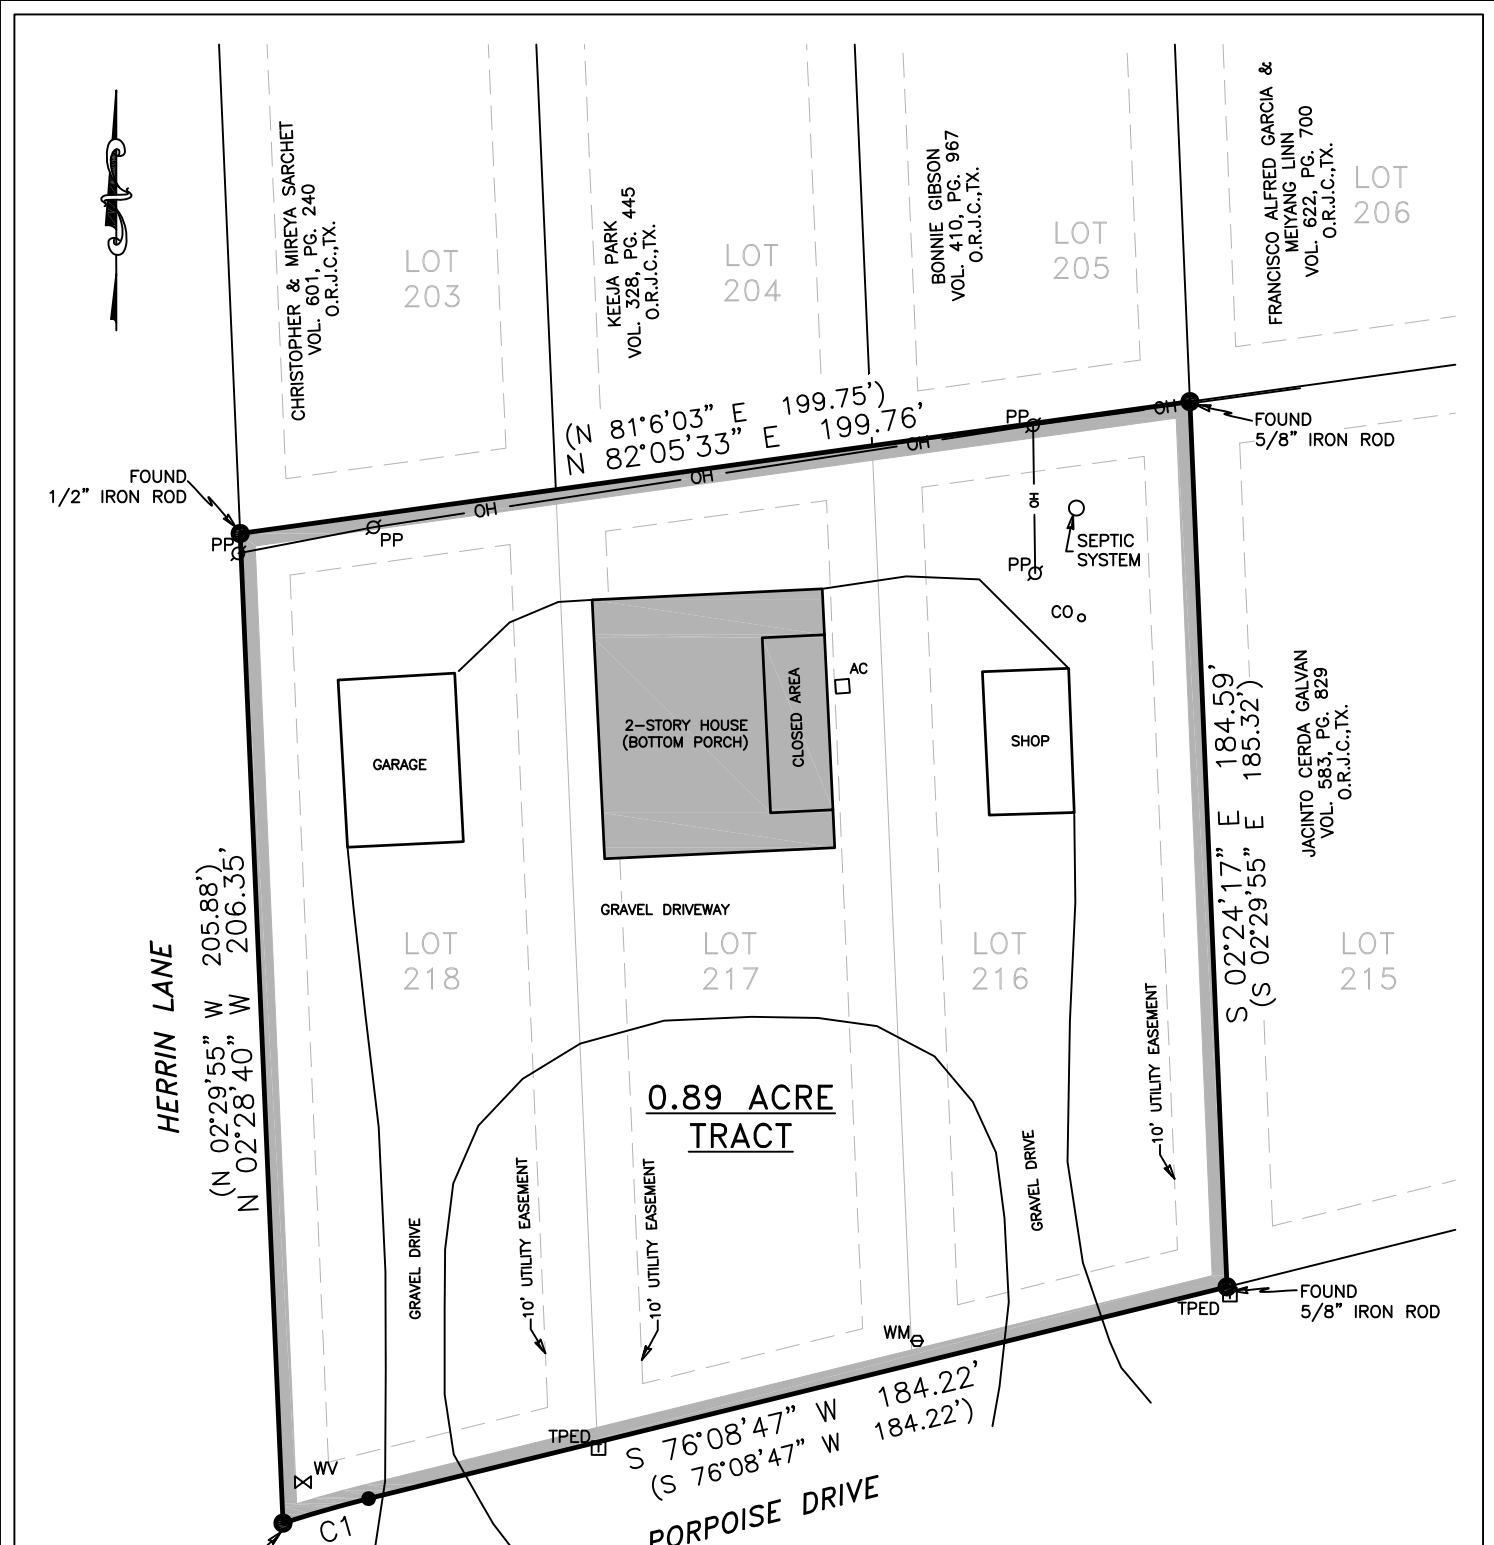 CHRISTOPHER & MIREYA SARCHET
VOL. 601, PG. 240
O.R.J.C.,TX.
LOT
203
KEEJA PARK
VOL. 328, PG. 445
O.R.J.C.,TX.
LOT
204
BONNIE GIBSON
VOL. 410, PG. 967
O.R.J.C.,TX.
LOT
205
FRANCISCO ALFRED GARCIA &
MEIYANG LINN
VOL. 622, PG. 700
O.R.J.C.,TX.
LOT
206
(N 81°6'03" E 199.75')
N 82°05'33" E 199.76'
FOUND
1/2" IRON ROD
FOUND
5/8" IRON ROD
PP
PP
OH
OH
OH
PP
OH
OH
PP
SEPTIC
SYSTEM
CO
GARAGE
2-STORY HOUSE
(BOTTOM PORCH)
CLOSED AREA
AC
SHOP
GRAVEL DRIVEWAY
LOT
218
LOT
217
LOT
216
LOT
215
S 02°24'17" E 184.59'
(S 02°29'55" E 185.32')
JACINTO CERDA GALVAN
VOL. 583, PG. 829
O.R.J.C.,TX.
HERRIN LANE
(N 02°29'55" W 205.88')
N 02°28'40" W 206.35'
0.89 ACRE
TRACT
GRAVEL DRIVE
10' UTILITY EASEMENT
10' UTILITY EASEMENT
GRAVEL DRIVE
10' UTILITY EASEMENT
WM
TPED
FOUND
5/8" IRON ROD
TPED
T
WV
C1
S 76°08'47" W 184.22'
(S 76°08'47" W 184.22')
PORPOISE DRIVE